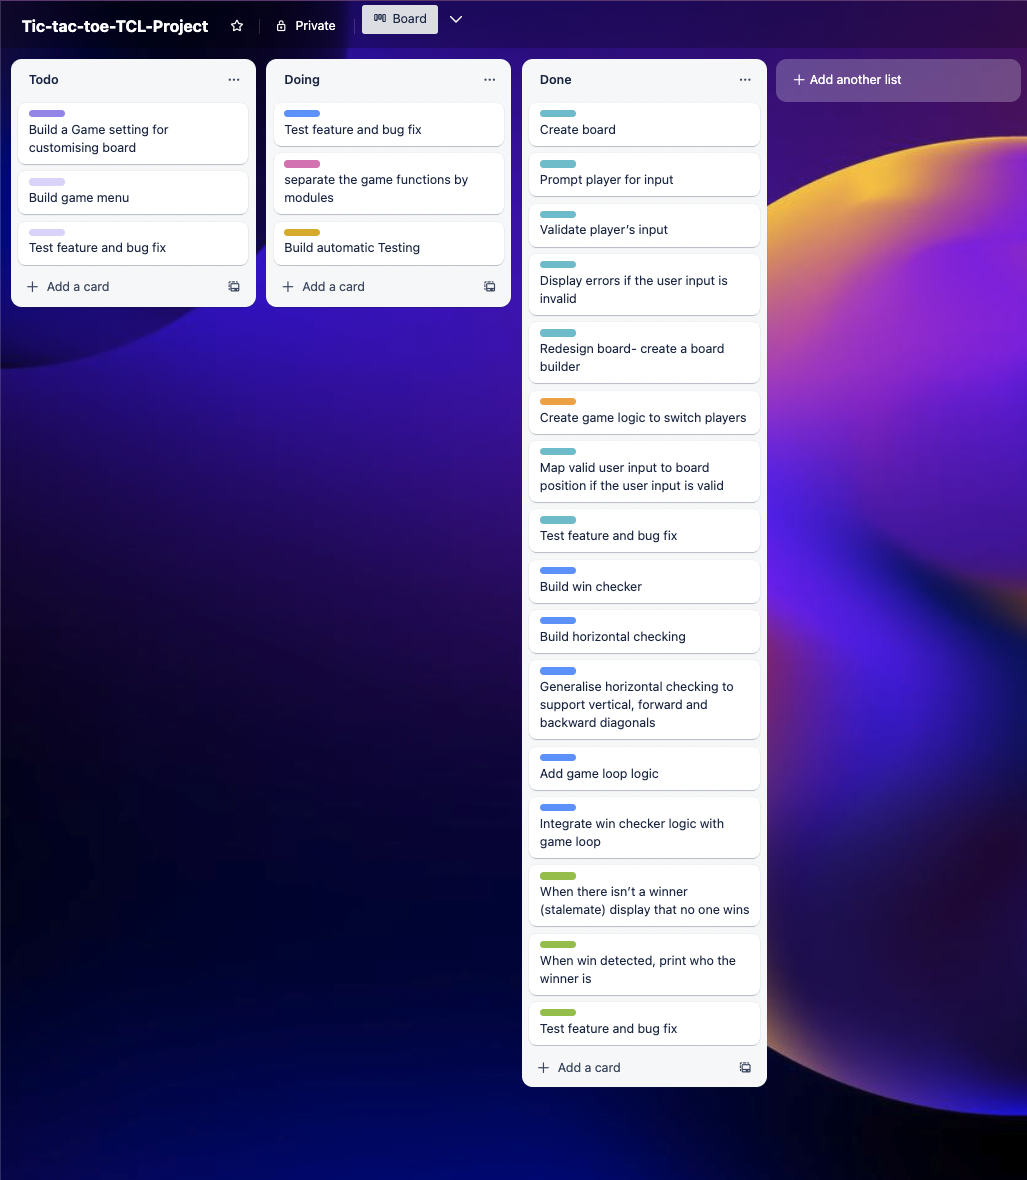 Tic-tac-toe-TCL-Project
Private
Board
Todo
Build a Game setting for
customising board
Build game menu
Test feature and bug fix
Add a card
Doing
Test feature and bug fix
separate the game functions by
modules
Build automatic Testing
Add a card
Done
Create board
Prompt player for input
Validate player’s input
Display errors if the user input is
invalid
Redesign board- create a board
builder
Create game logic to switch players
Map valid user input to board
position if the user input is valid
Test feature and bug fix
Build win checker
Build horizontal checking
Generalise horizontal checking to
support vertical, forward and
backward diagonals
Add game loop logic
Integrate win checker logic with
game loop
When there isn’t a winner
(stalemate) display that no one wins
When win detected, print who the
winner is
Test feature and bug fix
Add a card
Add another list